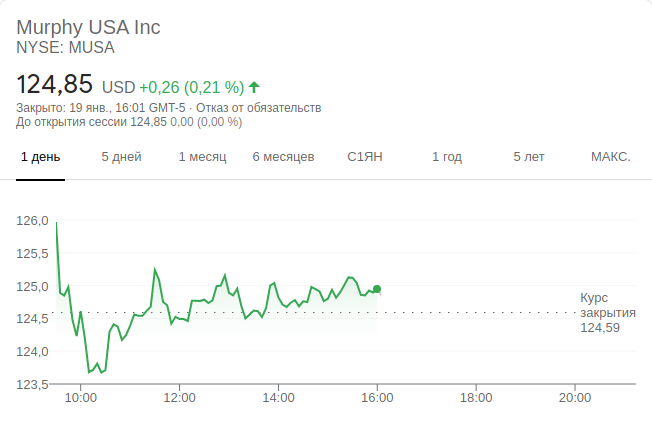 Murphy USA Inc
NYSE: MUSA
124,85 USD +0,26 (0,21 %)
Закрыто: 19 янв., 16:01 GMT-5 · Отказ от обязательств
До открытия сессии 124,85 0,00 (0,00 %)
1 день 5 дней 1 месяц 6 месяцев С1ЯН 1 год 5 лет МАКС.
126,0
125,5
125,0
124,5
124,0
123,5
Курс
закрытия
124,59
10:00 12:00 14:00 16:00 18:00 20:00